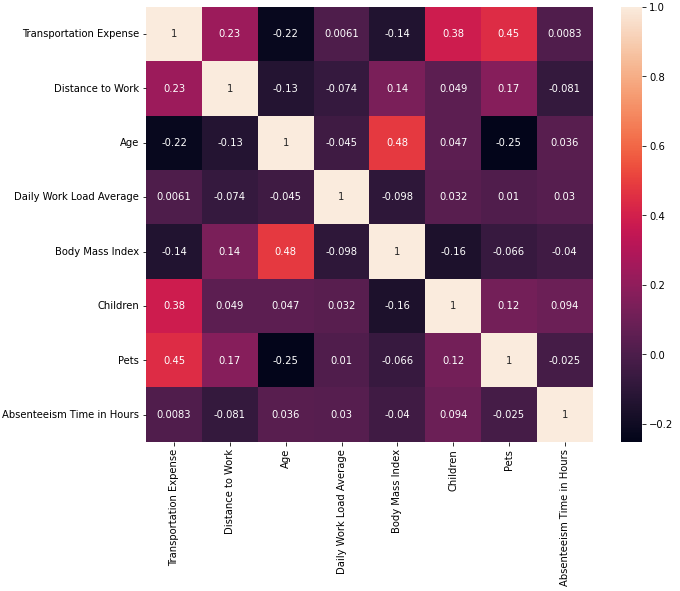 Transportation Expense 1 0.23 -0.22 0.0061 -0.14 0.38 0.45 0.0083
Distance to Work 0.23 1 -0.13 -0.074 0.14 0.049 0.17 -0.081
Age -0.22 -0.13 1 -0.045 0.48 0.047 -0.25 0.036
Daily Work Load Average 0.0061 -0.074 -0.045 1 -0.098 0.032 0.01 0.03
Body Mass Index -0.14 0.14 0.48 -0.098 1 -0.16 -0.066 -0.04
Children 0.38 0.049 0.047 0.032 -0.16 1 0.12 0.094
Pets 0.45 0.17 -0.25 0.01 -0.066 0.12 1 -0.025
Absenteeism Time in Hours 0.0083 -0.081 0.036 0.03 -0.04 0.094 -0.025 1
Transportation Expense
Distance to Work
Age
Daily Work Load Average
Body Mass Index
Children
Pets
Absenteeism Time in Hours
1.0
0.8
0.6
0.4
0.2
0.0
−0.2